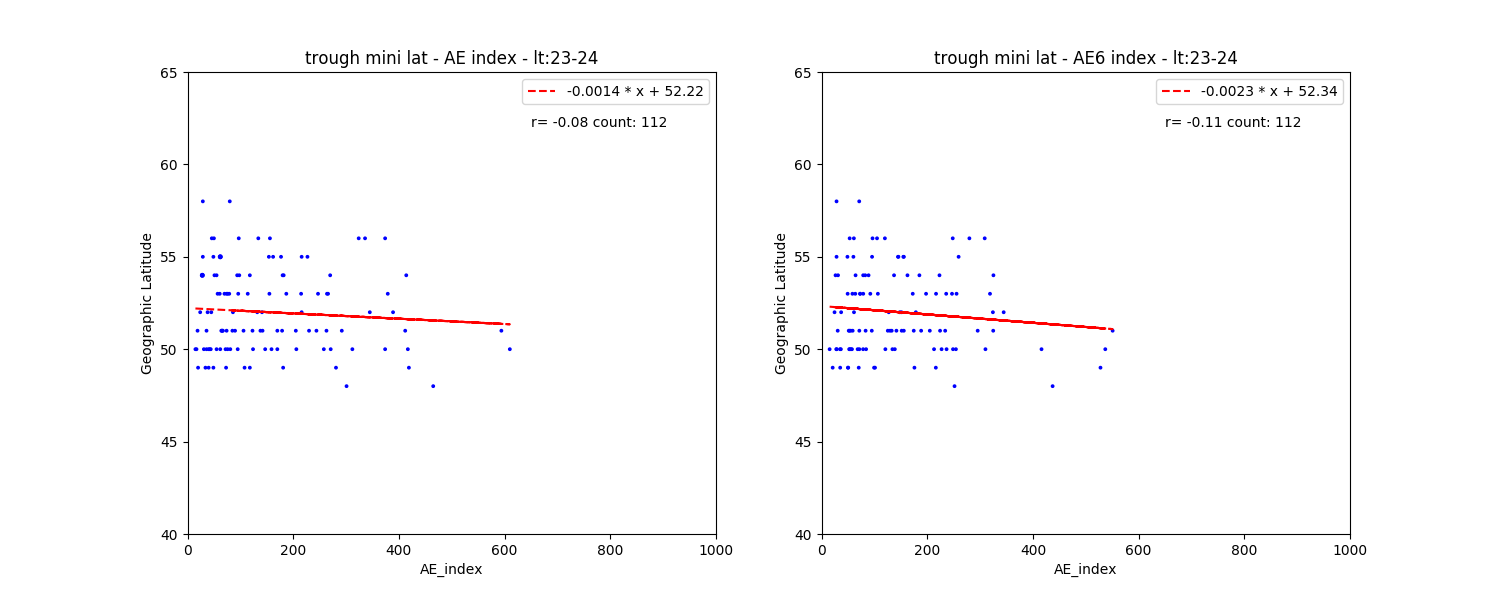 trough mini lat - AE index - lt:23-24
-0.0014 * x + 52.22
r= -0.08 count: 112
Geographic Latitude
65
60
55
50
45
40
0 200 400 600 800 1000
AE_index
trough mini lat - AE6 index - lt:23-24
-0.0023 * x + 52.34
r= -0.11 count: 112
Geographic Latitude
65
60
55
50
45
40
0 200 400 600 800 1000
AE_index